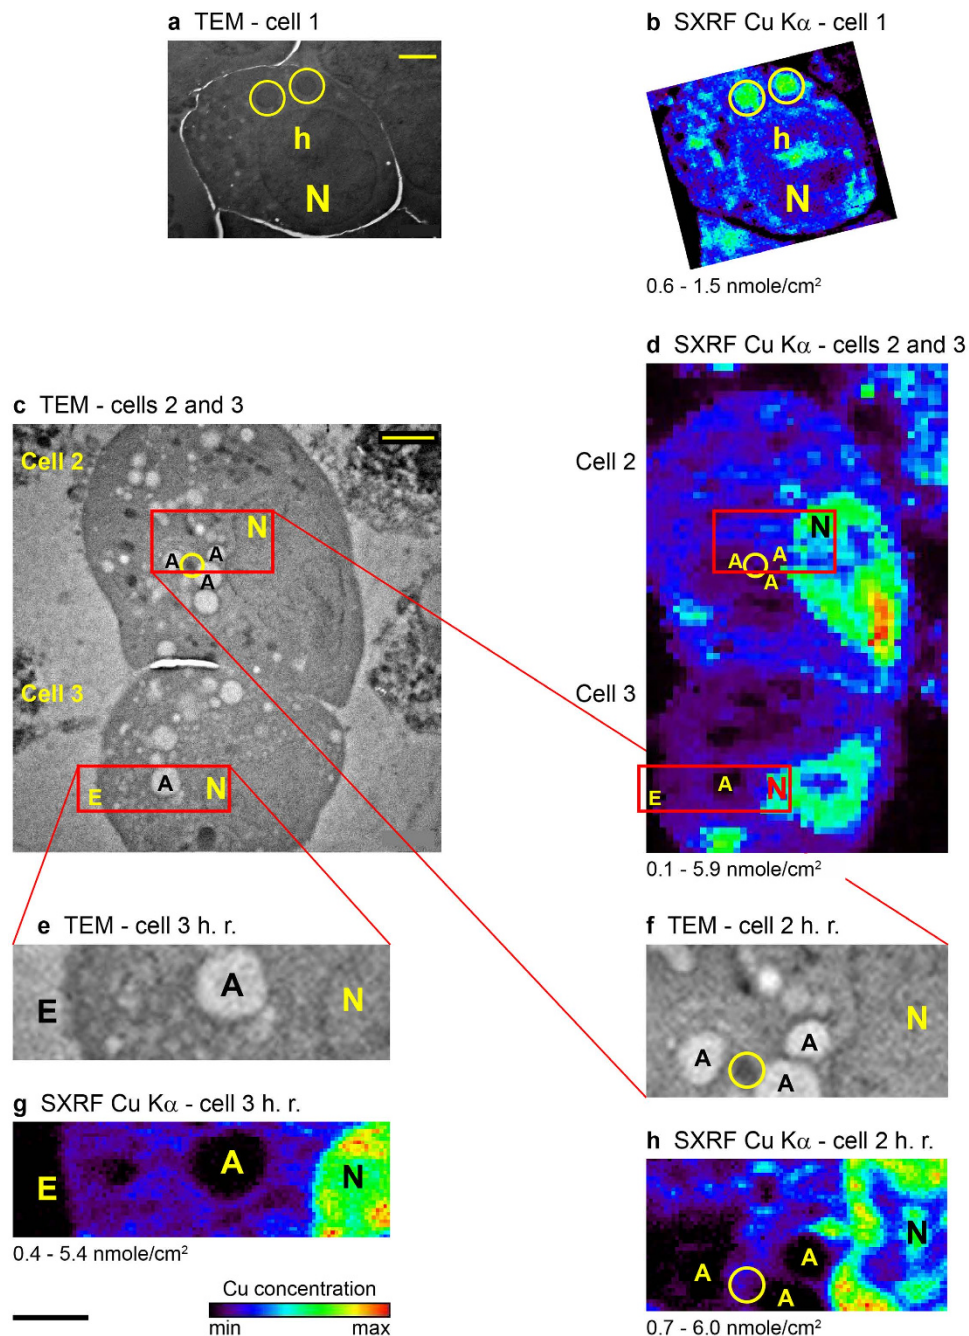 a TEM - cell 1
h
N
b SXRF Cu Kα - cell 1
h
N
0.6 - 1.5 nmole/cm²
c TEM - cells 2 and 3
Cell 2
N
A
A
A
Cell 3
A
N
E
d SXRF Cu Kα - cells 2 and 3
Cell 2
N
A
A
A
Cell 3
A
N
E
0.1 - 5.9 nmole/cm²
e TEM - cell 3 h. r.
E
A
N
f TEM - cell 2 h. r.
N
A
A
A
g SXRF Cu Kα - cell 3 h. r.
E
A
N
0.4 - 5.4 nmole/cm²
h SXRF Cu Kα - cell 2 h. r.
N
A
A
A
0.7 - 6.0 nmole/cm²
Cu concentration
min max